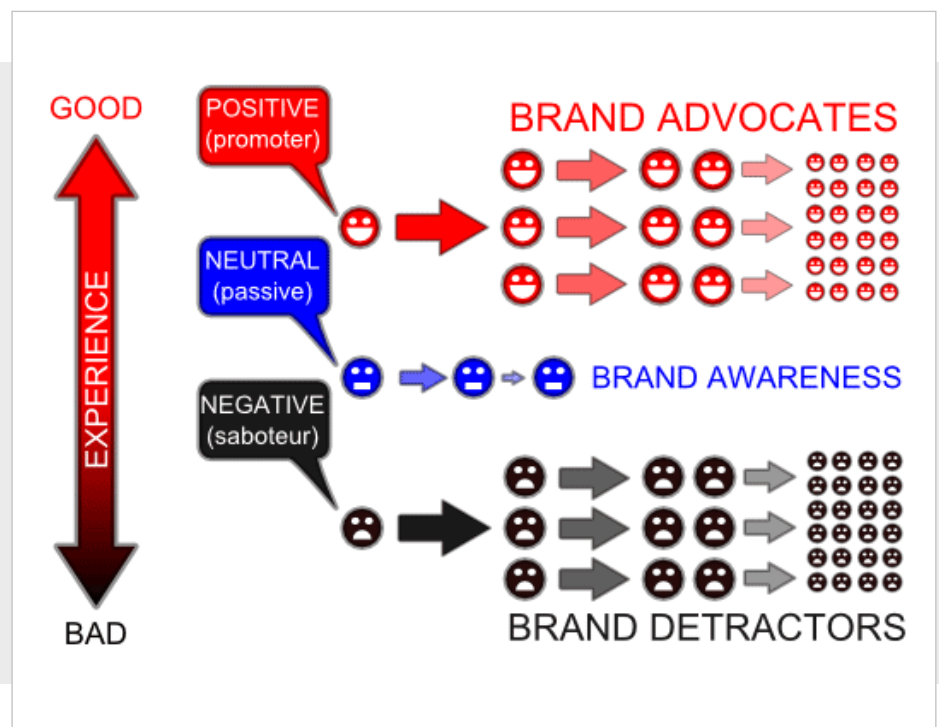 GOOD
POSITIVE
(promoter)
BRAND ADVOCATES
NEUTRAL
(passive)
EXPERIENCE
BRAND AWARENESS
NEGATIVE
(saboteur)
BAD
BRAND DETRACTORS